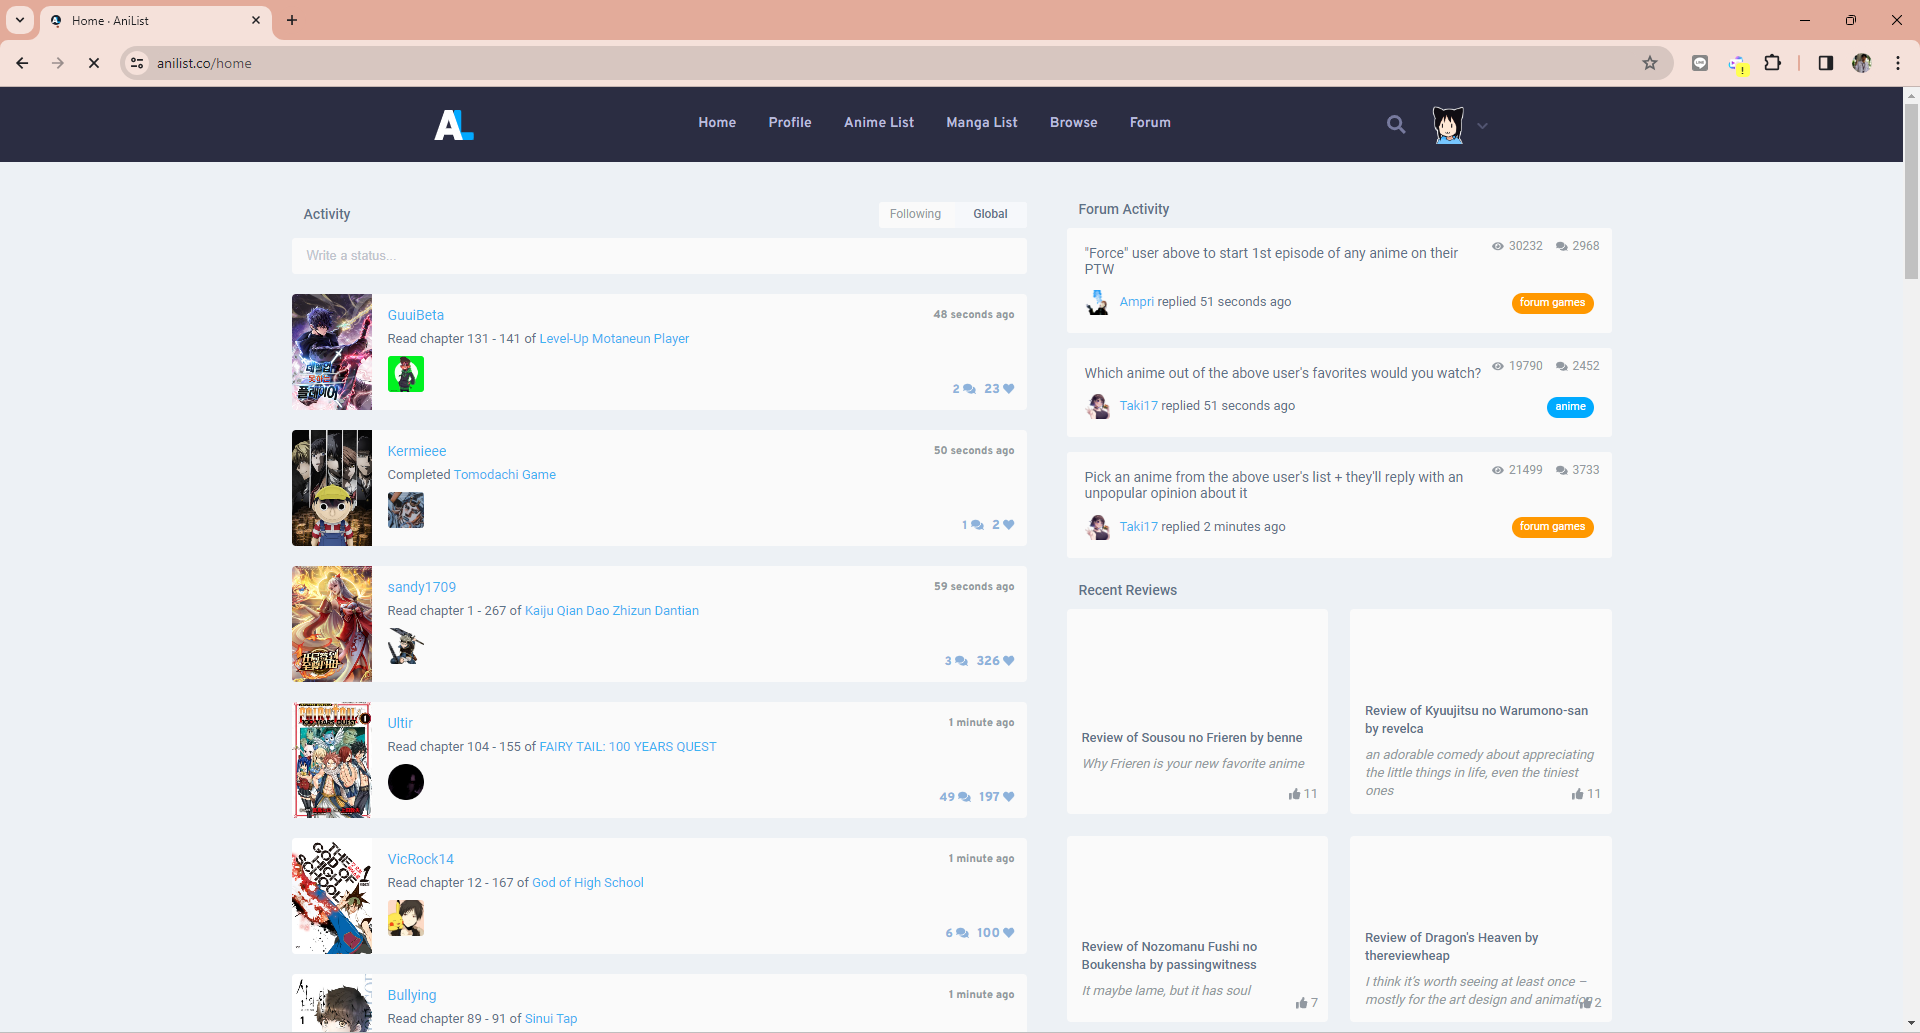 Home · AniList
anilist.co/home
AL
Home
Profile
Anime List
Manga List
Browse
Forum
Activity
Following
Global
Write a status...
GuuiBeta
48 seconds ago
Read chapter 131 - 141 of Level-Up Motaneun Player
2
23
Kermieee
50 seconds ago
Completed Tomodachi Game
1
2
sandy1709
59 seconds ago
Read chapter 1 - 267 of Kaiju Qian Dao Zhizun Dantian
3
326
Ultir
1 minute ago
Read chapter 104 - 155 of FAIRY TAIL: 100 YEARS QUEST
49
197
THE GOD OF HIGH SCHOOL
1
VicRock14
1 minute ago
Read chapter 12 - 167 of God of High School
6
100
Bullying
1 minute ago
Read chapter 89 - 91 of Sinui Tap
Forum Activity
"Force" user above to start 1st episode of any anime on their
PTW
30232
2968
Ampri replied 51 seconds ago
forum games
Which anime out of the above user's favorites would you watch?
19790
2452
Taki17 replied 51 seconds ago
anime
Pick an anime from the above user's list + they'll reply with an
unpopular opinion about it
21499
3733
Taki17 replied 2 minutes ago
forum games
Recent Reviews
Review of Sousou no Frieren by benne
Why Frieren is your new favorite anime
11
Review of Kyuujitsu no Warumono-san
by revelca
an adorable comedy about appreciating
the little things in life, even the tiniest
ones
11
Review of Nozomanu Fushi no
Boukensha by passingwitness
It maybe lame, but it has soul
7
Review of Dragon's Heaven by
thereviewheap
I think it's worth seeing at least once –
mostly for the art design and animation
2